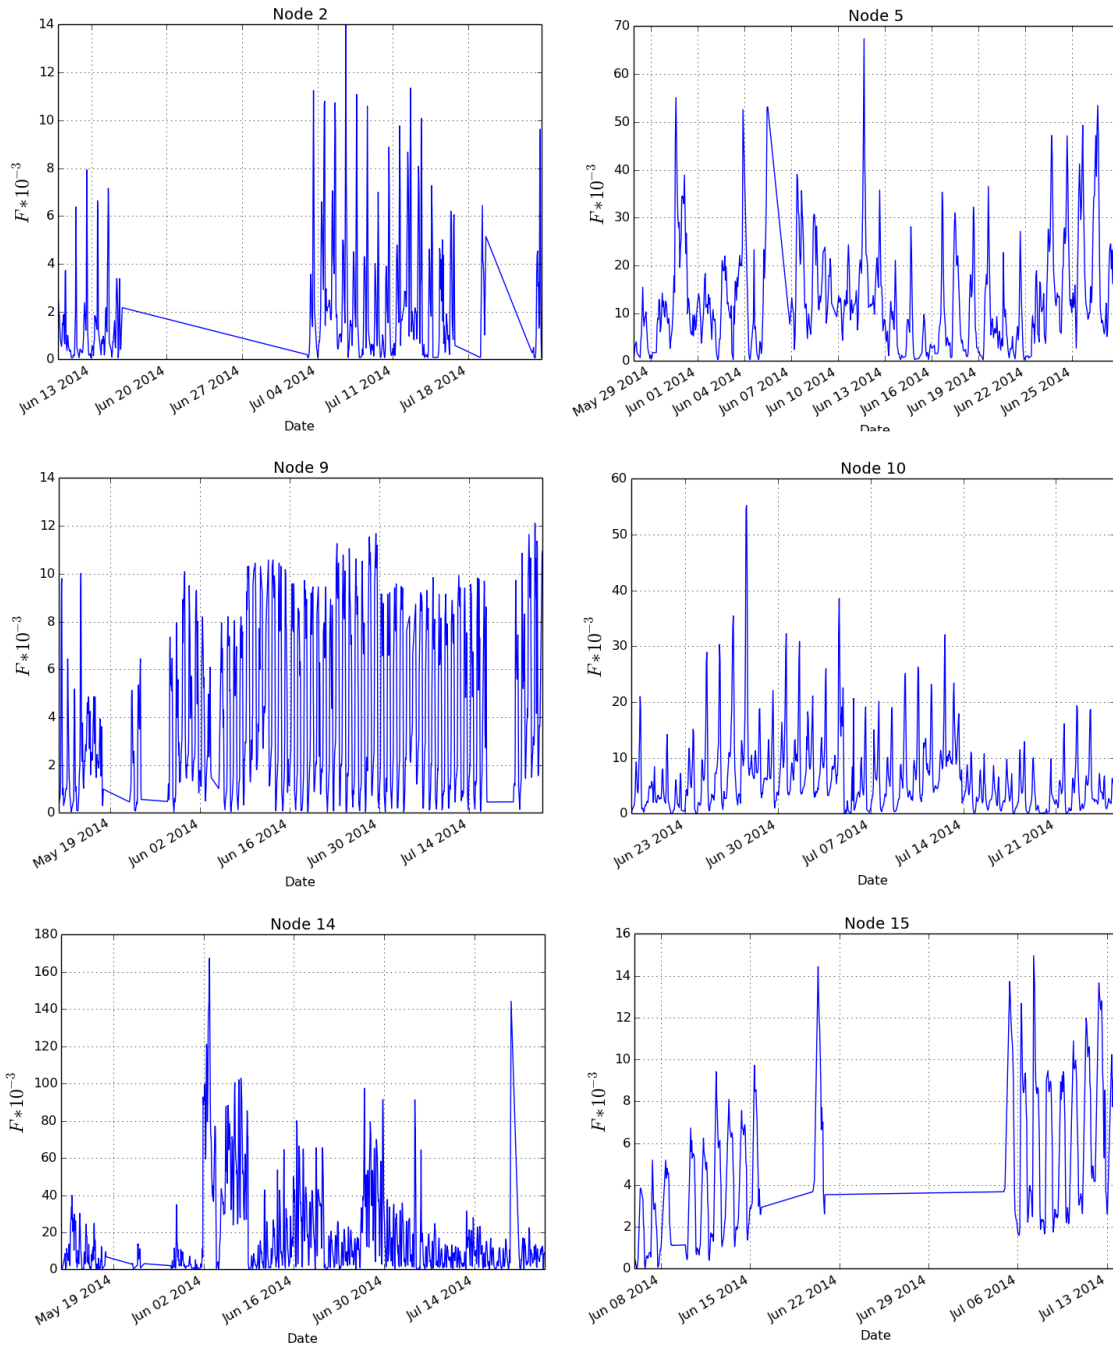 Node 2
14
12
10
8
6
4
2
0
F*10^{-3}
Jun 13 2014
Jun 20 2014
Jun 27 2014
Jul 04 2014
Jul 11 2014
Jul 18 2014
Date
Node 5
70
60
50
40
30
20
10
0
F*10^{-3}
May 29 2014
Jun 01 2014
Jun 04 2014
Jun 07 2014
Jun 10 2014
Jun 13 2014
Jun 16 2014
Jun 19 2014
Jun 22 2014
Jun 25 2014
Date
Node 9
14
12
10
8
6
4
2
0
F*10^{-3}
May 19 2014
Jun 02 2014
Jun 16 2014
Jun 30 2014
Jul 14 2014
Date
Node 10
60
50
40
30
20
10
0
F*10^{-3}
Jun 23 2014
Jun 30 2014
Jul 07 2014
Jul 14 2014
Jul 21 2014
Date
Node 14
180
160
140
120
100
80
60
40
20
0
F*10^{-3}
May 19 2014
Jun 02 2014
Jun 16 2014
Jun 30 2014
Jul 14 2014
Date
Node 15
16
14
12
10
8
6
4
2
0
F*10^{-3}
Jun 08 2014
Jun 15 2014
Jun 22 2014
Jun 29 2014
Jul 06 2014
Jul 13 2014
Date